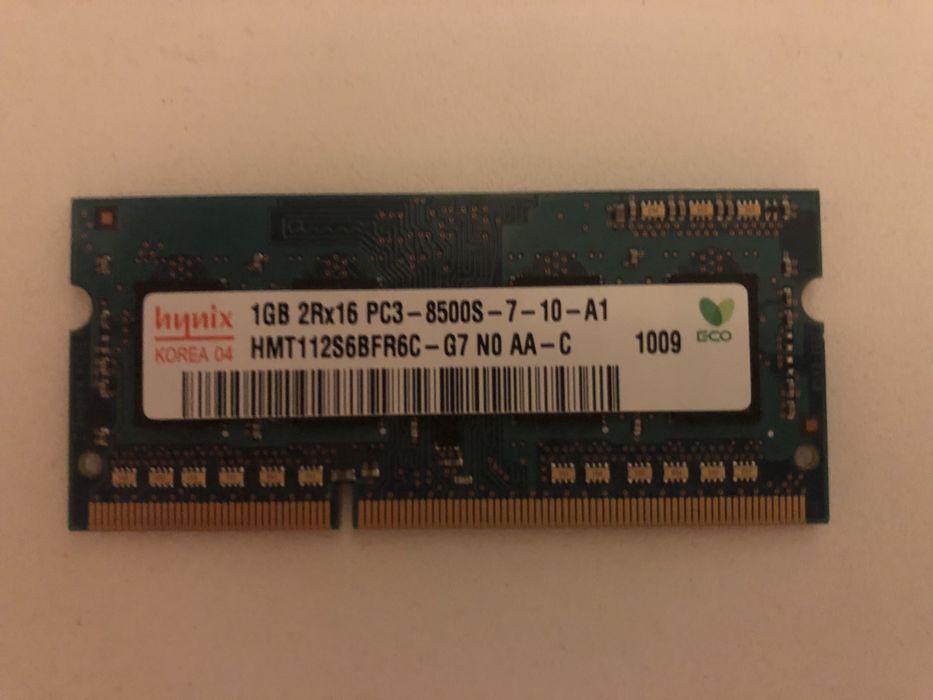 hynix 1GB 2Rx16 PC3-8500S-7-10-A1
KOREA 04 HMT112S6BFR6C-G7 N0 AA-C 1009
ECO